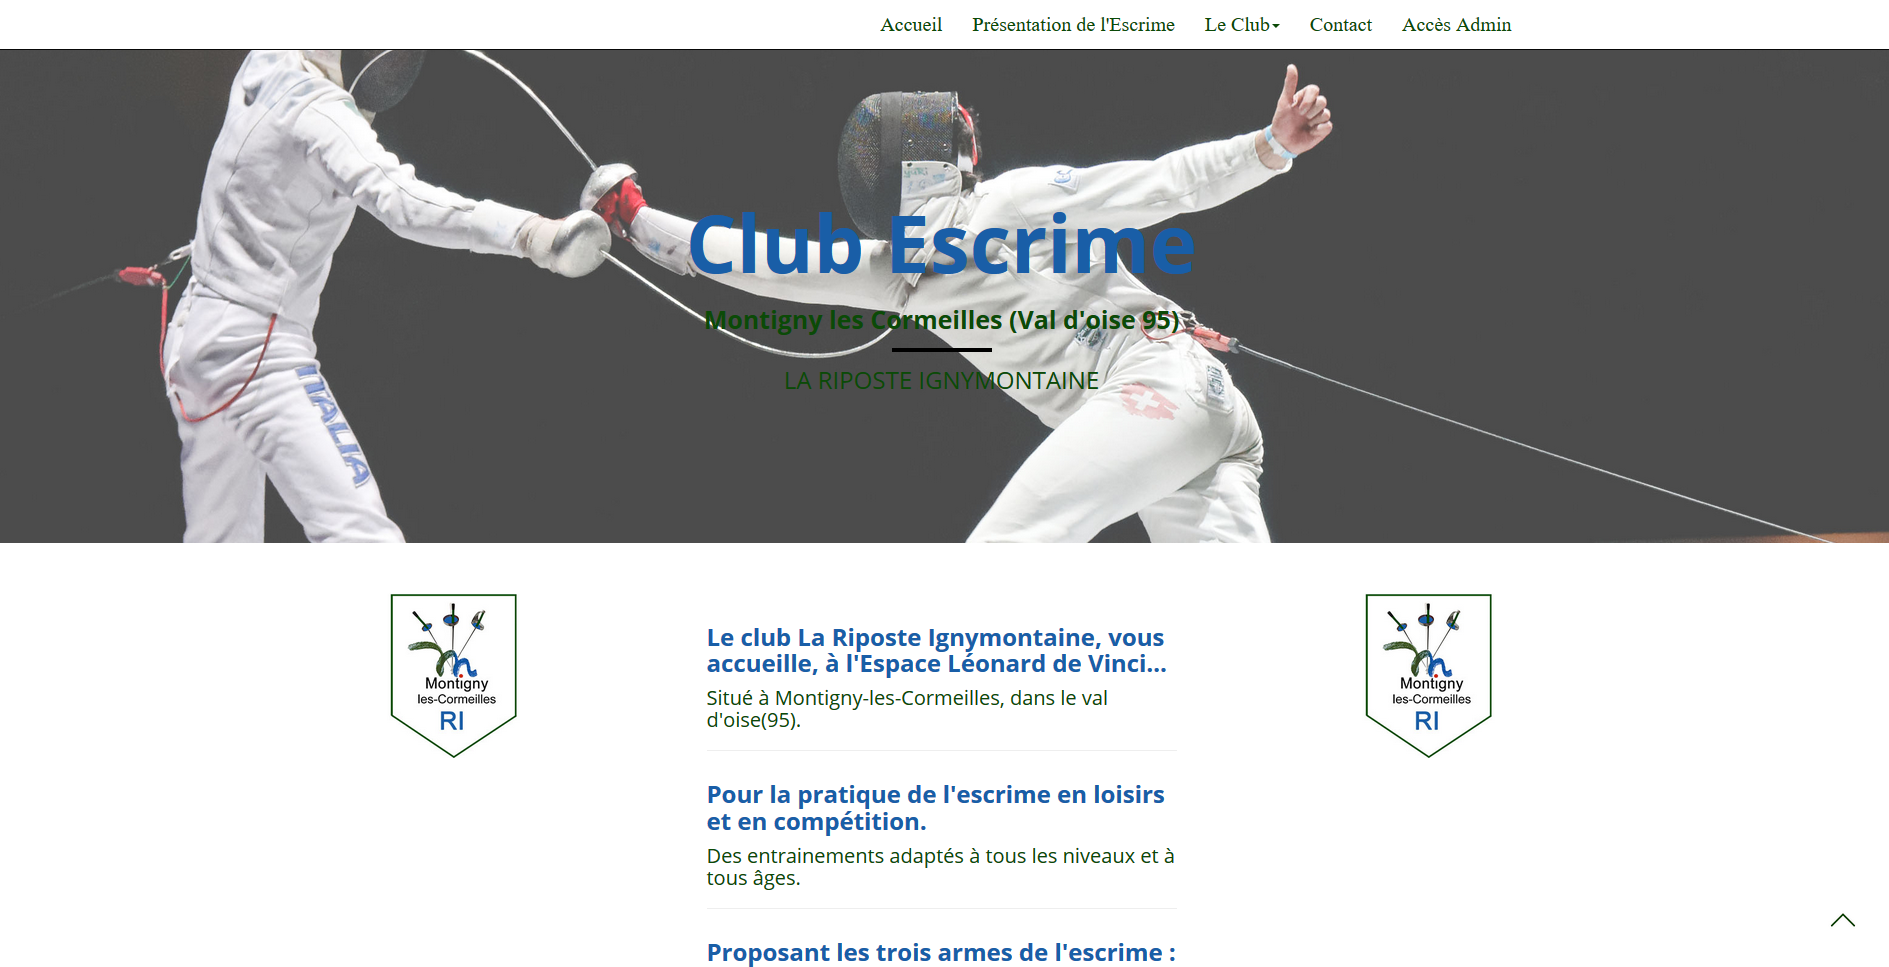 Accueil Présentation de l'Escrime Le Club Contact Accès Admin
Club Escrime
Montigny les Cormeilles (Val d'oise 95)
LA RIPOSTE IGNYMONTAINE
ITALIA
Montigny
les-Cormeilles
RI
Le club La Riposte Ignymontaine, vous
accueille, à l'Espace Léonard de Vinci...
Situé à Montigny-les-Cormeilles, dans le val
d'oise(95).
Pour la pratique de l'escrime en loisirs
et en compétition.
Des entrainements adaptés à tous les niveaux et à
tous âges.
Proposant les trois armes de l'escrime :
Montigny
les-Cormeilles
RI